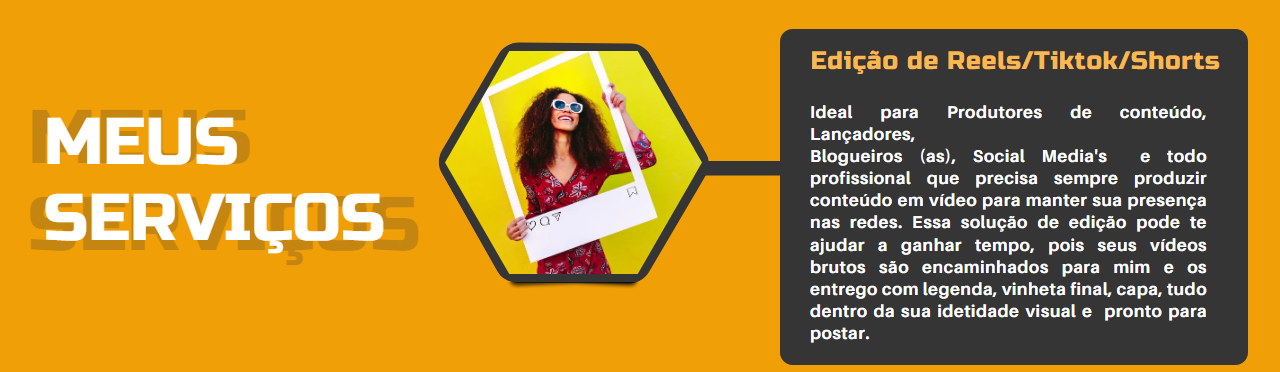 MEUS
SERVIÇOS
Edição de Reels/Tiktok/Shorts
Ideal para Produtores de conteúdo,
Lançadores,
Blogueiros (as), Social Media's e todo
profissional que precisa sempre produzir
conteúdo em vídeo para manter sua presença
nas redes. Essa solução de edição pode te
ajudar a ganhar tempo, pois seus vídeos
brutos são encaminhados para mim e os
entrego com legenda, vinheta final, capa, tudo
dentro da sua idetidade visual e pronto para
postar.